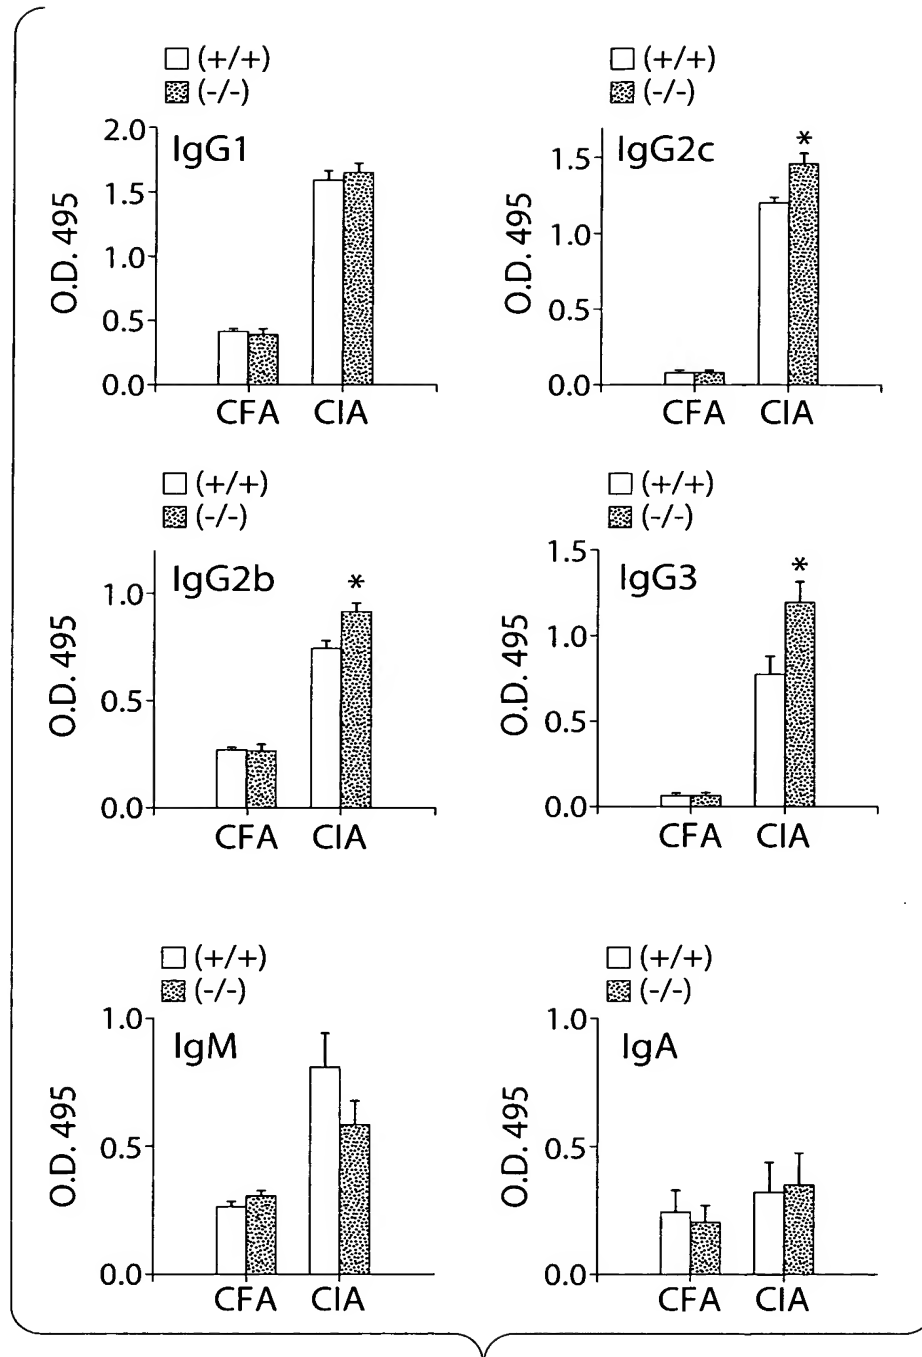 (+/+)
(-/-)
IgG1
O.D. 495
2.0
1.5
1.0
0.5
0.0
CFA CIA
(+/+)
(-/-)
IgG2c
*
O.D. 495
1.5
1.0
0.5
0.0
CFA CIA
(+/+)
(-/-)
IgG2b
*
O.D. 495
1.0
0.5
0.0
CFA CIA
(+/+)
(-/-)
IgG3
*
O.D. 495
1.5
1.0
0.5
0.0
CFA CIA
(+/+)
(-/-)
IgM
O.D. 495
1.0
0.5
0.0
CFA CIA
(+/+)
(-/-)
IgA
O.D. 495
1.0
0.5
0.0
CFA CIA